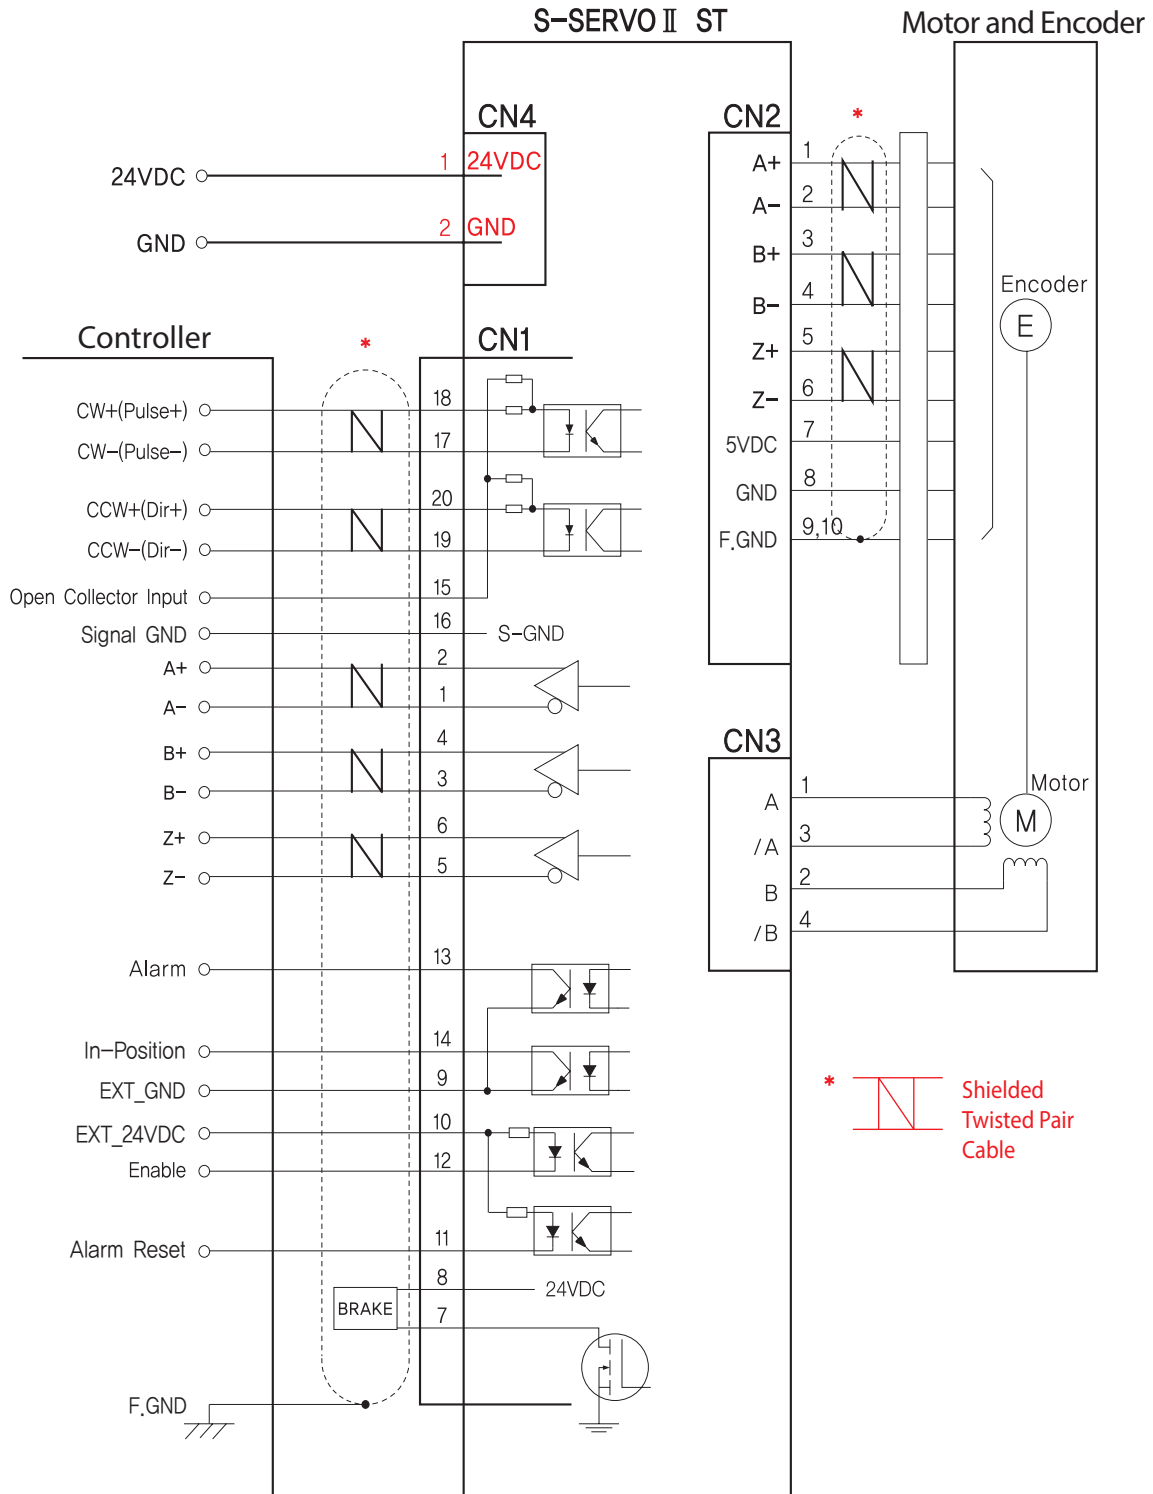 S-SERVO Ⅱ ST
Motor and Encoder
CN4
24VDC
1 24VDC
GND
2 GND
CN2
*
A+ 1
A- 2
B+ 3
B- 4
Z+ 5
Z- 6
5VDC 7
GND 8
F.GND 9,10
Encoder
E
Controller
*
CN1
CW+(Pulse+) 18
CW-(Pulse-) 17
CCW+(Dir+) 20
CCW-(Dir-) 19
Open Collector Input 15
Signal GND 16 S-GND
A+ 2
A- 1
B+ 4
B- 3
Z+ 6
Z- 5
CN3
A 1
/A 3
B 2
/B 4
Motor
M
Alarm 13
In-Position 14
EXT_GND 9
EXT_24VDC 10
Enable 12
Alarm Reset 11
BRAKE
8 24VDC
7
F.GND
* Shielded
Twisted Pair
Cable